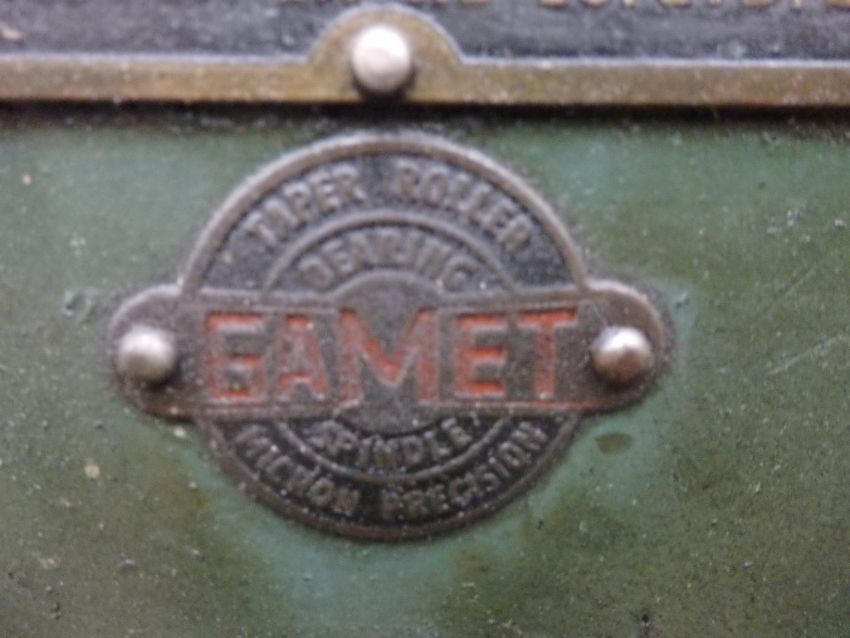 TAPER ROLLER
BEARING
GAMET
SPINDLE
MICRON PRECISION